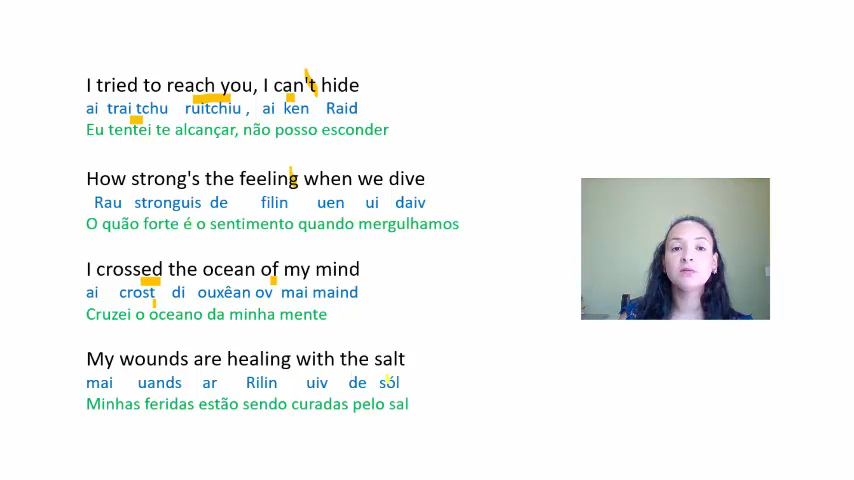 I tried to reach you, I can't hide
ai trai tchu ruitchiu , ai ken Raid
Eu tentei te alcançar, não posso esconder
How strong's the feeling when we dive
Rau stronguis de filin uen ui daiv
O quão forte é o sentimento quando mergulhamos
I crossed the ocean of my mind
ai crost di ouxêan ov mai maind
Cruzei o oceano da minha mente
My wounds are healing with the salt
mai uands ar Rilin uiv de sól
Minhas feridas estão sendo curadas pelo sal